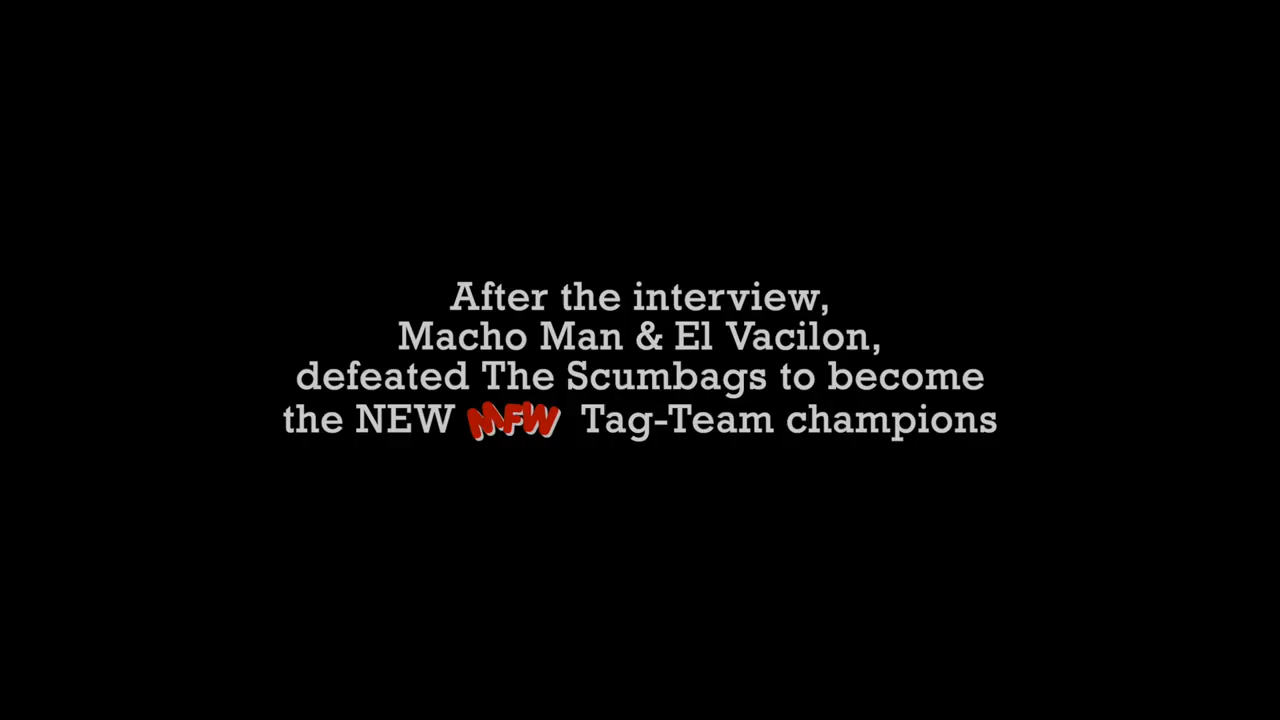 After the interview,
Macho Man & El Vacilon,
defeated The Scumbags to become
the NEW MFW Tag-Team champions